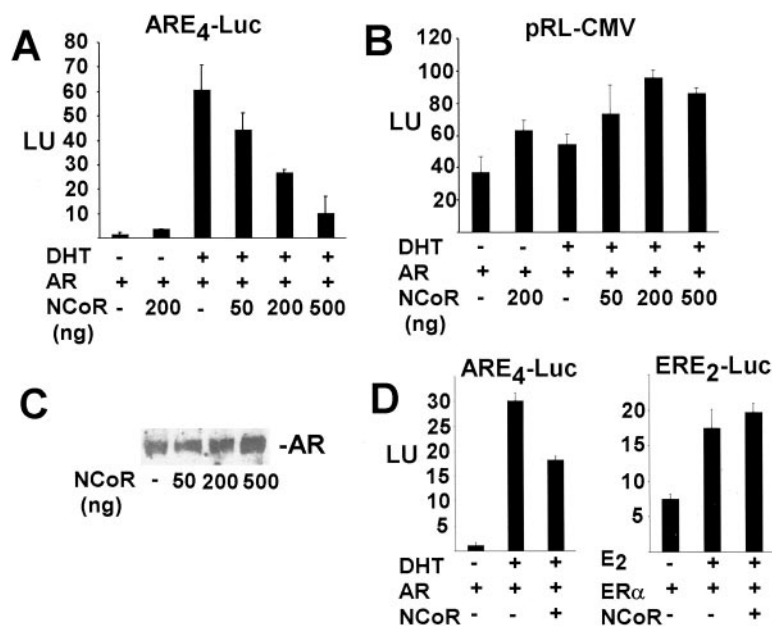 A
ARE4-Luc
80
70
60
50
40
30
20
10
LU
DHT - - + + + +
AR + + + + + +
NCoR - 200 - 50 200 500
(ng)
B
pRL-CMV
120
100
80
60
40
20
LU
DHT - - + + + +
AR + + + + + +
NCoR - 200 - 50 200 500
(ng)
C
-AR
NCoR - 50 200 500
(ng)
D
ARE4-Luc
30
25
20
15
10
5
LU
DHT - + +
AR + + +
NCoR - - +
ERE2-Luc
20
15
10
5
E2 - + +
ERα + + +
NCoR - - +